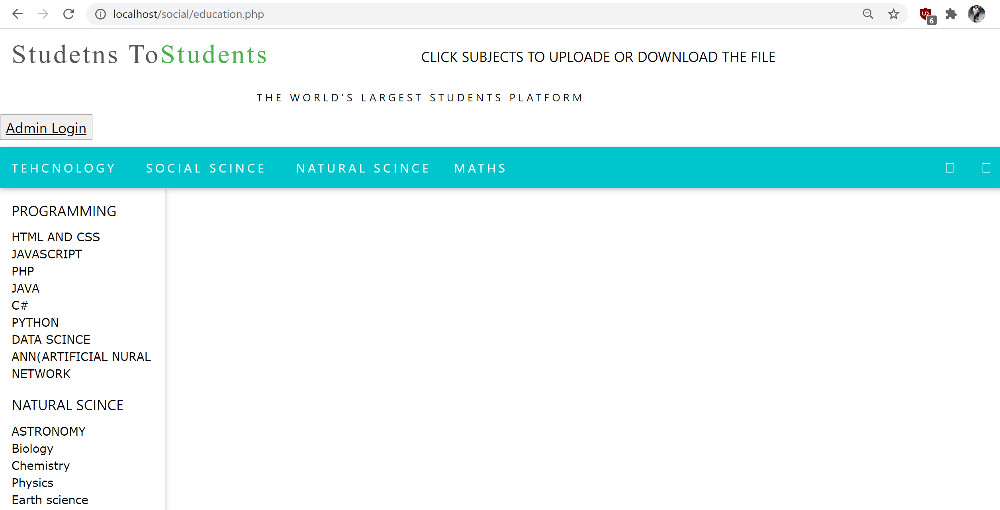 localhost/social/education.php
6
Studetns ToStudents
CLICK SUBJECTS TO UPLOADE OR DOWNLOAD THE FILE
THE WORLD'S LARGEST STUDENTS PLATFORM
Admin Login
TEHCNOLOGY SOCIAL SCINCE NATURAL SCINCE MATHS
PROGRAMMING
HTML AND CSS
JAVASCRIPT
PHP
JAVA
C#
PYTHON
DATA SCINCE
ANN(ARTIFICIAL NURAL
NETWORK
NATURAL SCINCE
ASTRONOMY
Biology
Chemistry
Physics
Earth science